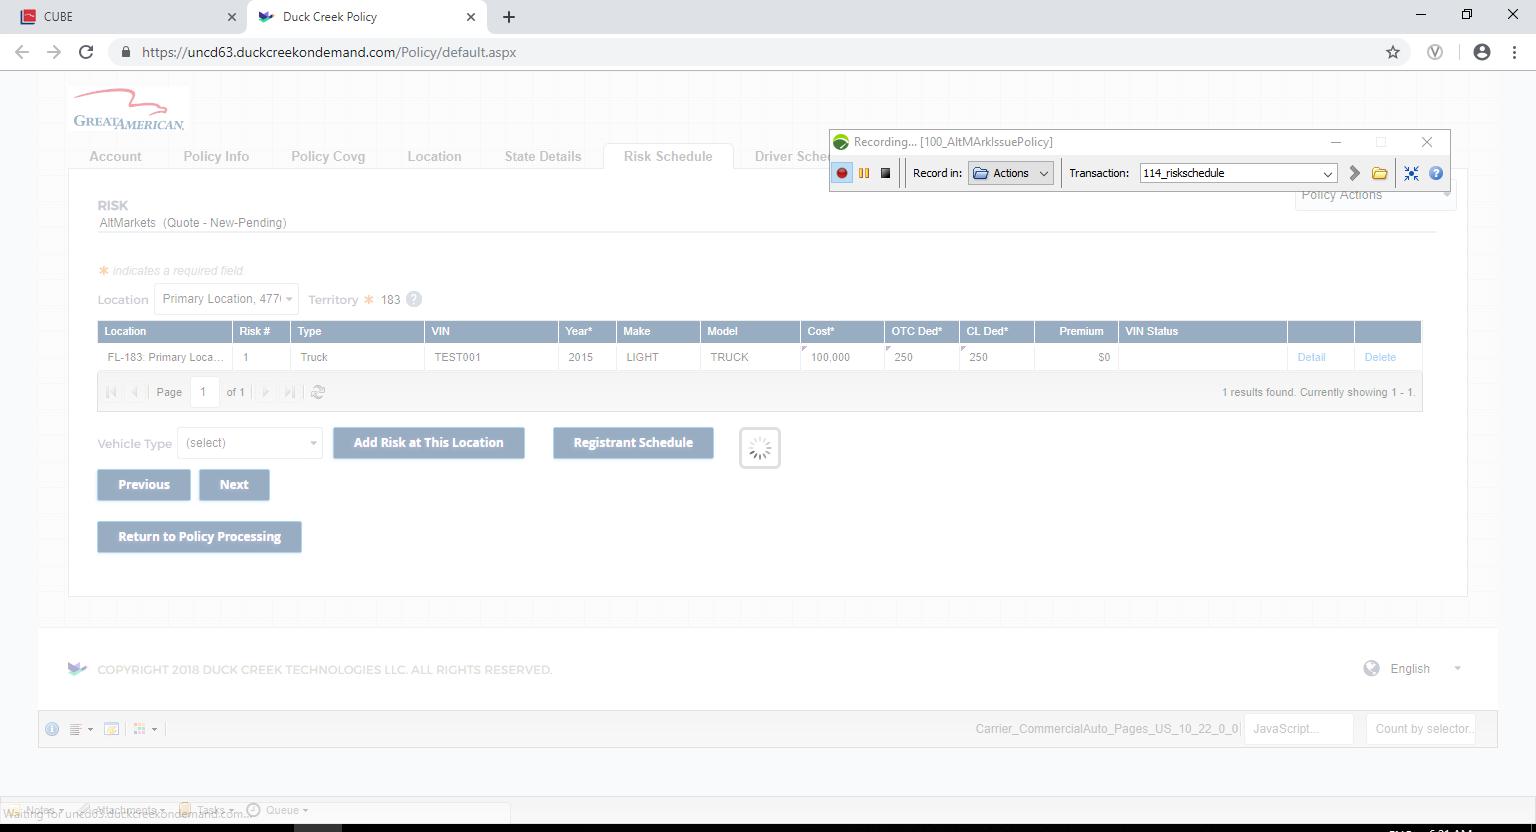 CUBE
Duck Creek Policy
https://uncd63.duckcreekondemand.com/Policy/default.aspx
GREATAMERICAN.
Recording... [100_AltMArkIssuePolicy]
Record in: Actions Transaction: 114_riskschedule
Account Policy Info Policy Covg Location State Details Risk Schedule Driver Sche
Policy Actions
RISK
AltMarkets (Quote - New-Pending)
* indicates a required field
Location Primary Location, 477 Territory * 183 ?
Location Risk # Type VIN Year* Make Model Cost* OTC Ded* CL Ded* Premium VIN Status
FL-183: Primary Loca... 1 Truck TEST001 2015 LIGHT TRUCK 100,000 250 250 $0 Detail Delete
Page 1 of 1 1 results found. Currently showing 1 - 1.
Vehicle Type (select) Add Risk at This Location Registrant Schedule
Previous Next
Return to Policy Processing
COPYRIGHT 2018 DUCK CREEK TECHNOLOGIES LLC. ALL RIGHTS RESERVED. English
Carrier_CommercialAuto_Pages_US_10_22_0_0 JavaScript... Count by selector..
Notes Attachments Tasks Queue
Waiting for uncd63.duckcreekondemand.com...